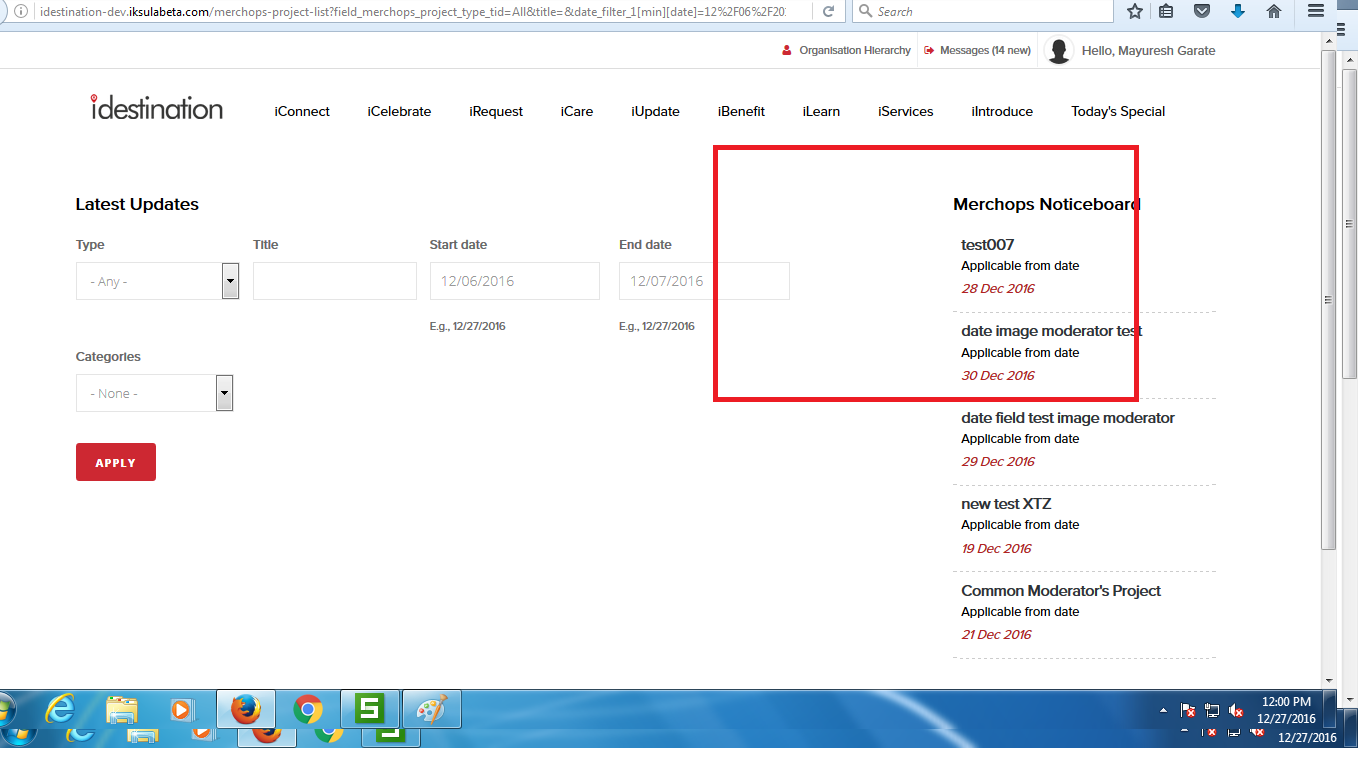 idestination-dev.iksulabeta.com/merchops-project-list?field_merchops_project_type_tid=All&title=&date_filter_1[min][date]=12%2F06%2F20
Search
Organisation Hierarchy
Messages (14 new)
Hello, Mayuresh Garate
idestination
iConnect
iCelebrate
iRequest
iCare
iUpdate
iBenefit
iLearn
iServices
iIntroduce
Today's Special
Latest Updates
Type
Title
Start date
End date
- Any -
12/06/2016
12/07/2016
E.g., 12/27/2016
E.g., 12/27/2016
Categories
- None -
APPLY
Merchops Noticeboard
test007
Applicable from date
28 Dec 2016
date image moderator test
Applicable from date
30 Dec 2016
date field test image moderator
Applicable from date
29 Dec 2016
new test XTZ
Applicable from date
19 Dec 2016
Common Moderator's Project
Applicable from date
21 Dec 2016
12:00 PM
12/27/2016
12/27/2016